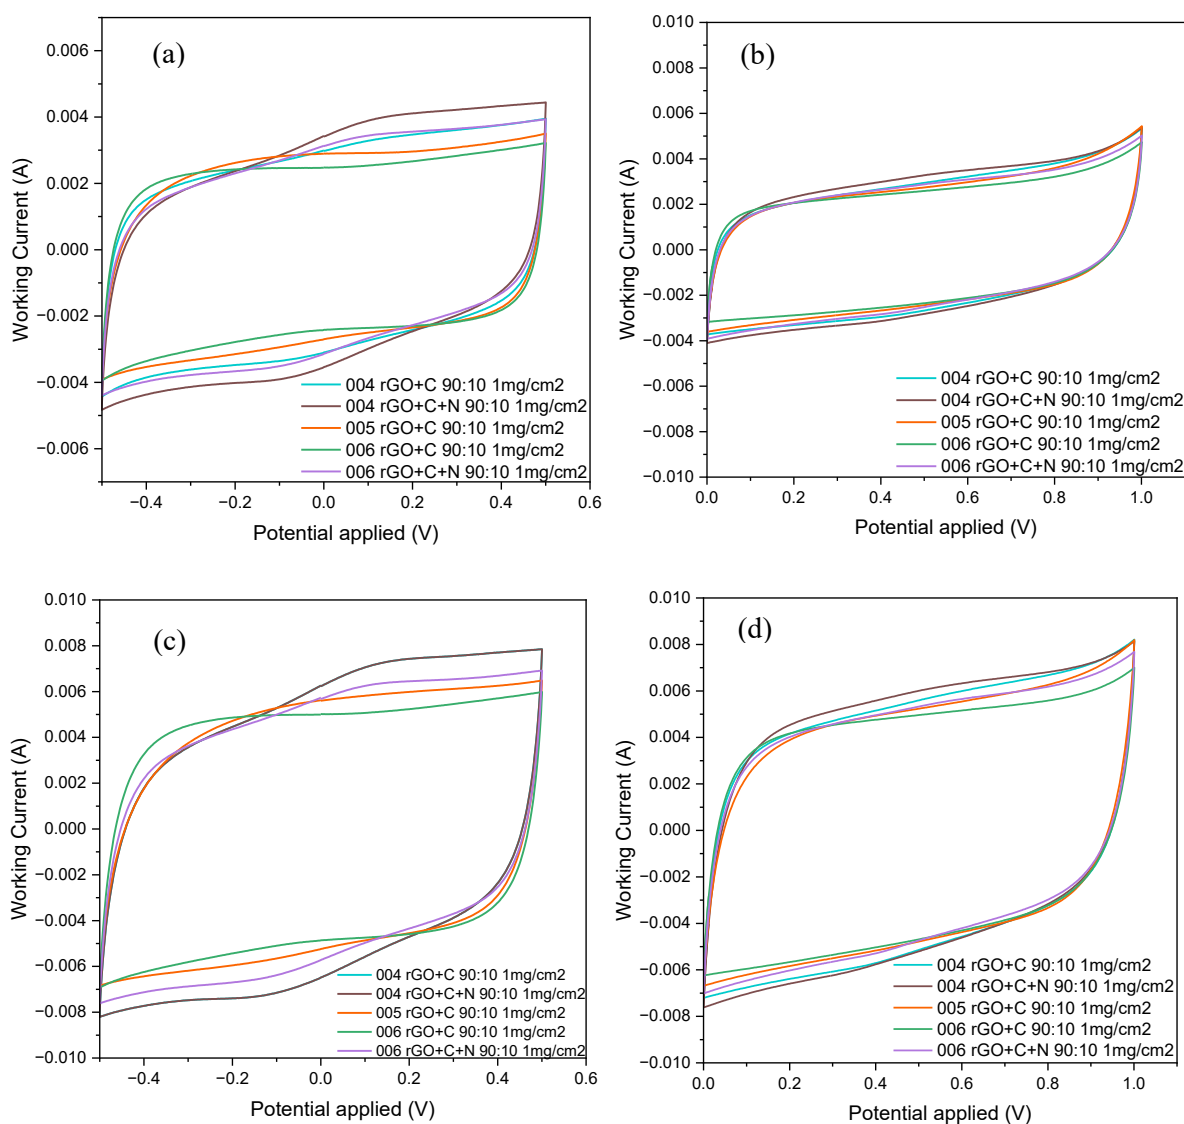 (a)
0.006
0.004
0.002
0.000
−0.002
−0.004
−0.006
Working Current (A)
004 rGO+C 90:10 1mg/cm2
004 rGO+C+N 90:10 1mg/cm2
005 rGO+C 90:10 1mg/cm2
006 rGO+C 90:10 1mg/cm2
006 rGO+C+N 90:10 1mg/cm2
−0.4 −0.2 0.0 0.2 0.4 0.6
Potential applied (V)
(b)
0.010
0.008
0.006
0.004
0.002
0.000
−0.002
−0.004
−0.006
−0.008
−0.010
Working Current (A)
004 rGO+C 90:10 1mg/cm2
004 rGO+C+N 90:10 1mg/cm2
005 rGO+C 90:10 1mg/cm2
006 rGO+C 90:10 1mg/cm2
006 rGO+C+N 90:10 1mg/cm2
0.0 0.2 0.4 0.6 0.8 1.0
Potential applied (V)
(c)
0.010
0.008
0.006
0.004
0.002
0.000
−0.002
−0.004
−0.006
−0.008
−0.010
Working Current (A)
004 rGO+C 90:10 1mg/cm2
004 rGO+C+N 90:10 1mg/cm2
005 rGO+C 90:10 1mg/cm2
006 rGO+C 90:10 1mg/cm2
006 rGO+C+N 90:10 1mg/cm2
−0.4 −0.2 0.0 0.2 0.4 0.6
Potential applied (V)
(d)
0.010
0.008
0.006
0.004
0.002
0.000
−0.002
−0.004
−0.006
−0.008
−0.010
Working Current (A)
004 rGO+C 90:10 1mg/cm2
004 rGO+C+N 90:10 1mg/cm2
005 rGO+C 90:10 1mg/cm2
006 rGO+C 90:10 1mg/cm2
006 rGO+C+N 90:10 1mg/cm2
0.0 0.2 0.4 0.6 0.8 1.0
Potential applied (V)